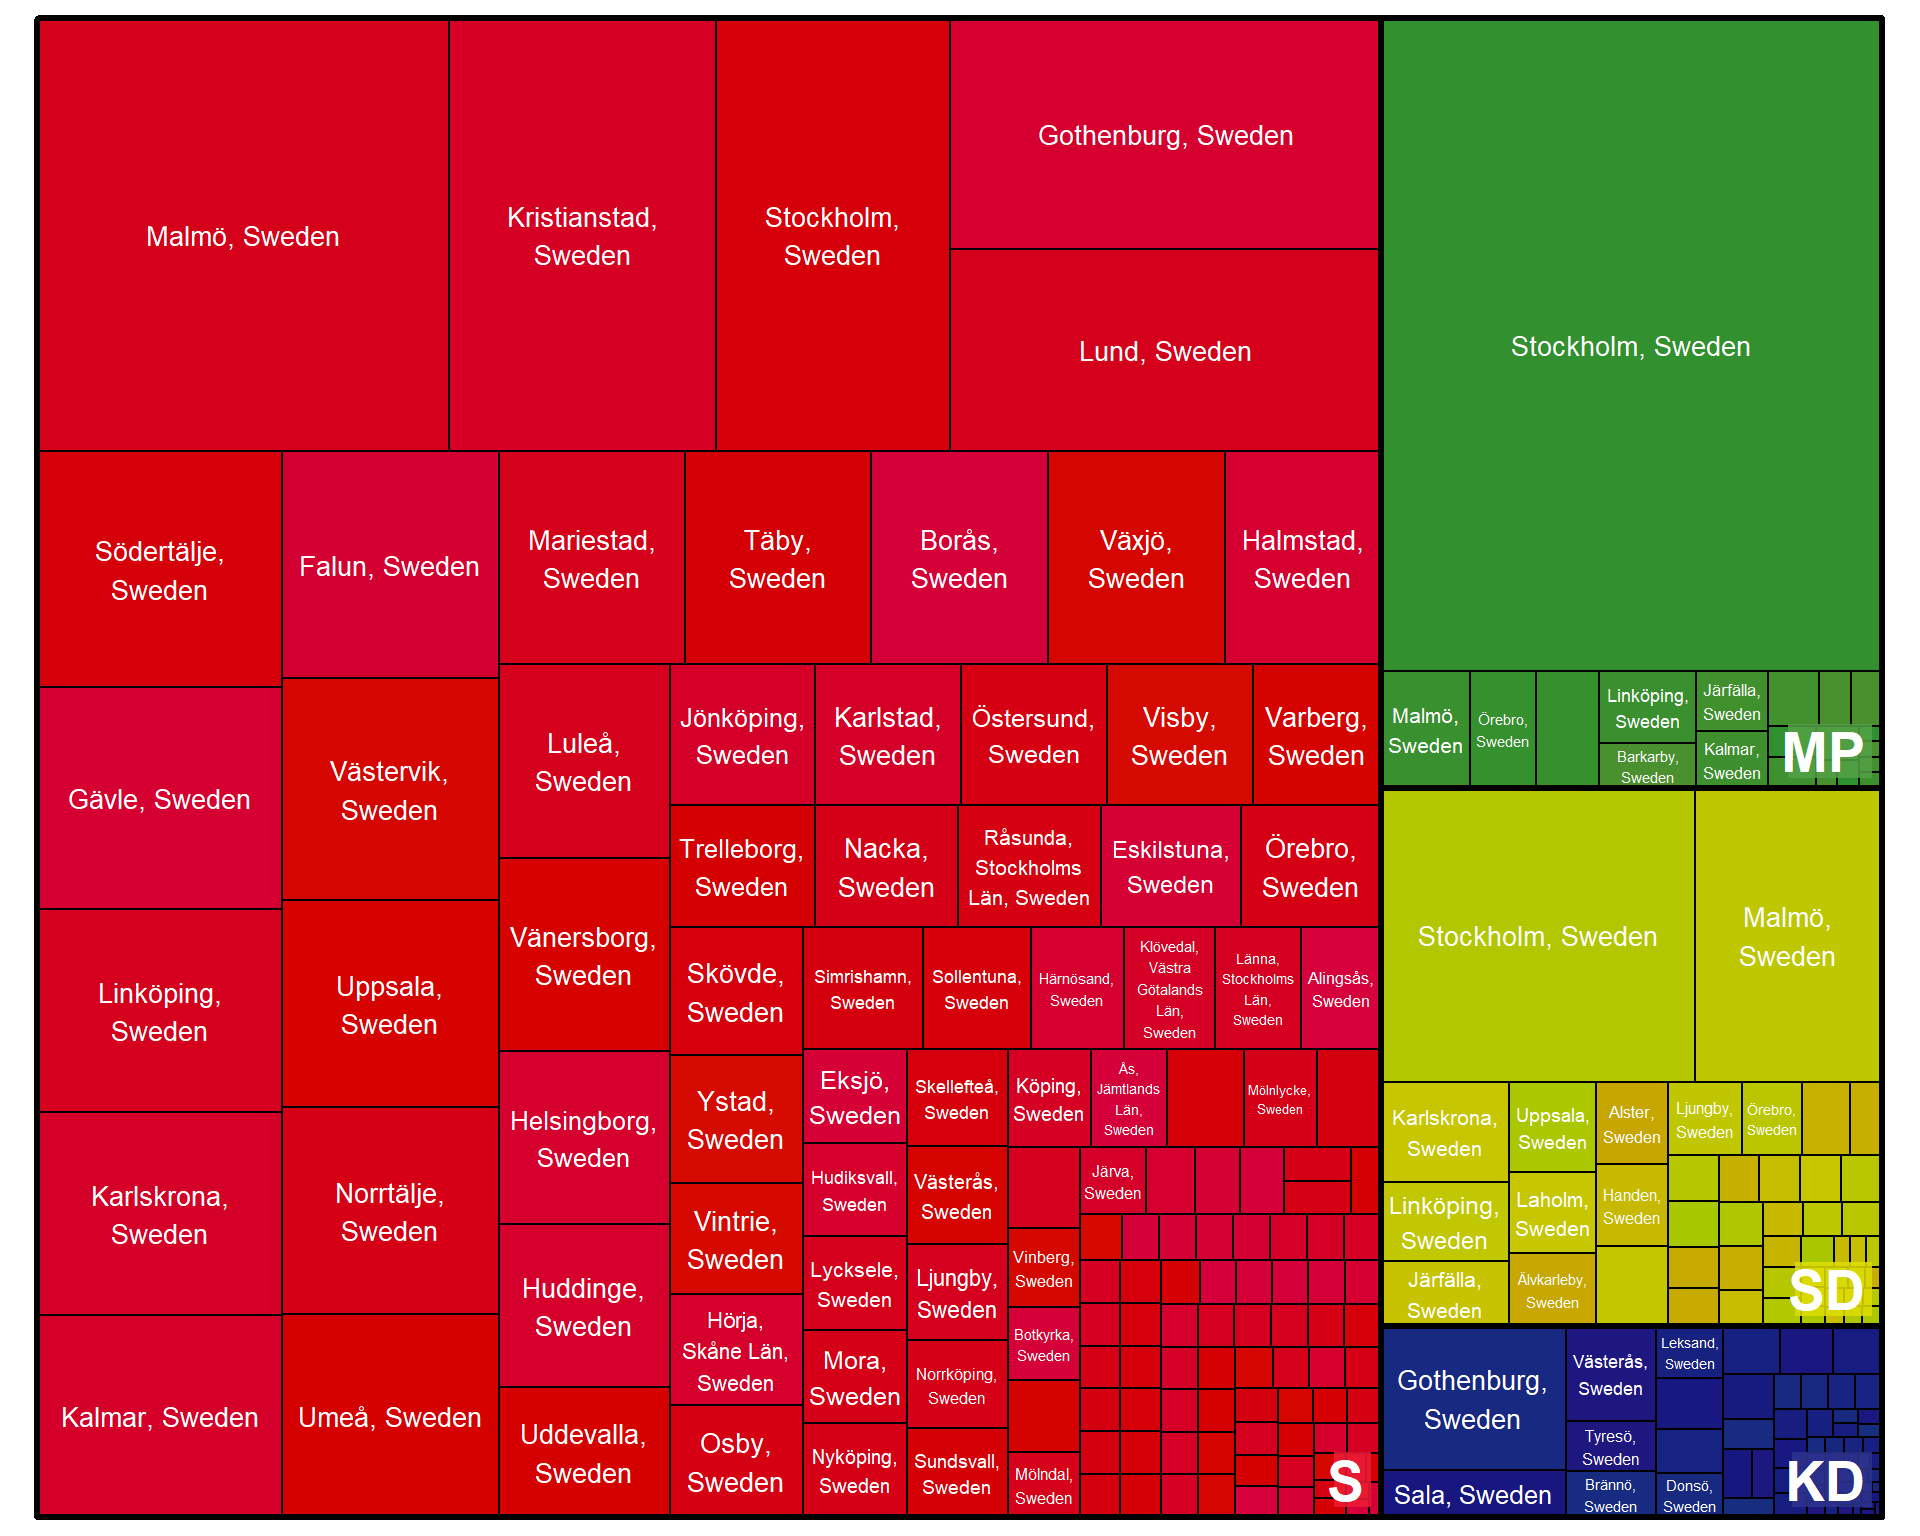 Malmö, Sweden
Kristianstad,
Sweden
Stockholm,
Sweden
Gothenburg, Sweden
Lund, Sweden
Södertälje,
Sweden
Falun, Sweden
Mariestad,
Sweden
Täby,
Sweden
Borås,
Sweden
Växjö,
Sweden
Halmstad,
Sweden
Gävle, Sweden
Västervik,
Sweden
Luleå,
Sweden
Jönköping,
Sweden
Karlstad,
Sweden
Östersund,
Sweden
Visby,
Sweden
Varberg,
Sweden
Trelleborg,
Sweden
Nacka,
Sweden
Råsunda,
Stockholms
Län, Sweden
Eskilstuna,
Sweden
Örebro,
Sweden
Linköping,
Sweden
Uppsala,
Sweden
Vänersborg,
Sweden
Skövde,
Sweden
Simrishamn,
Sweden
Sollentuna,
Sweden
Härnösand,
Sweden
Klövedal,
Västra
Götalands
Län,
Sweden
Länna,
Stockholms
Län,
Sweden
Alingsås,
Sweden
Karlskrona,
Sweden
Norrtälje,
Sweden
Helsingborg,
Sweden
Ystad,
Sweden
Eksjö,
Sweden
Skellefteå,
Sweden
Köping,
Sweden
Ås,
Jämtlands
Län,
Sweden
Mölnlycke,
Sweden
Hudiksvall,
Sweden
Västerås,
Sweden
Järva,
Sweden
Vintrie,
Sweden
Lycksele,
Sweden
Ljungby,
Sweden
Vinberg,
Sweden
Huddinge,
Sweden
Hörja,
Skåne Län,
Sweden
Mora,
Sweden
Norrköping,
Sweden
Botkyrka,
Sweden
Kalmar, Sweden
Umeå, Sweden
Uddevalla,
Sweden
Osby,
Sweden
Nyköping,
Sweden
Sundsvall,
Sweden
Mölndal,
Sweden
S
Stockholm, Sweden
Malmö,
Sweden
Örebro,
Sweden
Linköping,
Sweden
Barkarby,
Sweden
Järfälla,
Sweden
Kalmar,
Sweden
MP
Stockholm, Sweden
Malmö,
Sweden
Karlskrona,
Sweden
Uppsala,
Sweden
Alster,
Sweden
Ljungby,
Sweden
Örebro,
Sweden
Linköping,
Sweden
Laholm,
Sweden
Handen,
Sweden
Järfälla,
Sweden
Älvkarleby,
Sweden
SD
Gothenburg,
Sweden
Västerås,
Sweden
Leksand,
Sweden
Tyresö,
Sweden
Sala, Sweden
Brännö,
Sweden
Donsö,
Sweden
KD